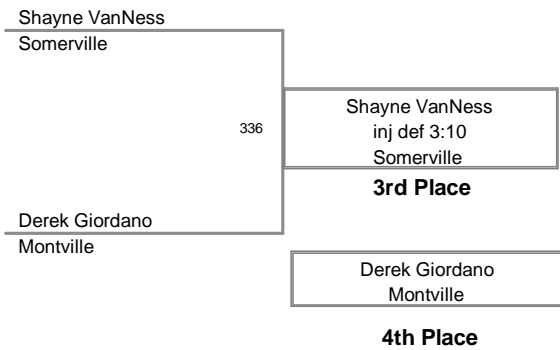 Shayne VanNess
Somerville
336
Shayne VanNess
inj def 3:10
Somerville
3rd Place
Derek Giordano
Montville
Derek Giordano
Montville
4th Place